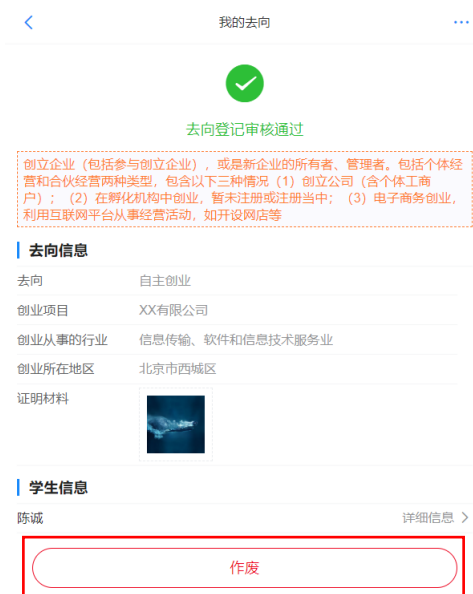 我的去向
去向登记审核通过
创立企业（包括参与创立企业），或是新企业的所有者、管理者。包括个体经
营和合伙经营两种类型，包含以下三种情况（1）创立公司（含个体工商
户）；（2）在孵化机构中创业，暂未注册或注册当中；（3）电子商务创业，
利用互联网平台从事经营活动，如开设网店等
去向信息
去向 自主创业
创业项目 XX有限公司
创业从事的行业 信息传输、软件和信息技术服务业
创业所在地区 北京市西城区
证明材料
学生信息
陈诚 详细信息
作废